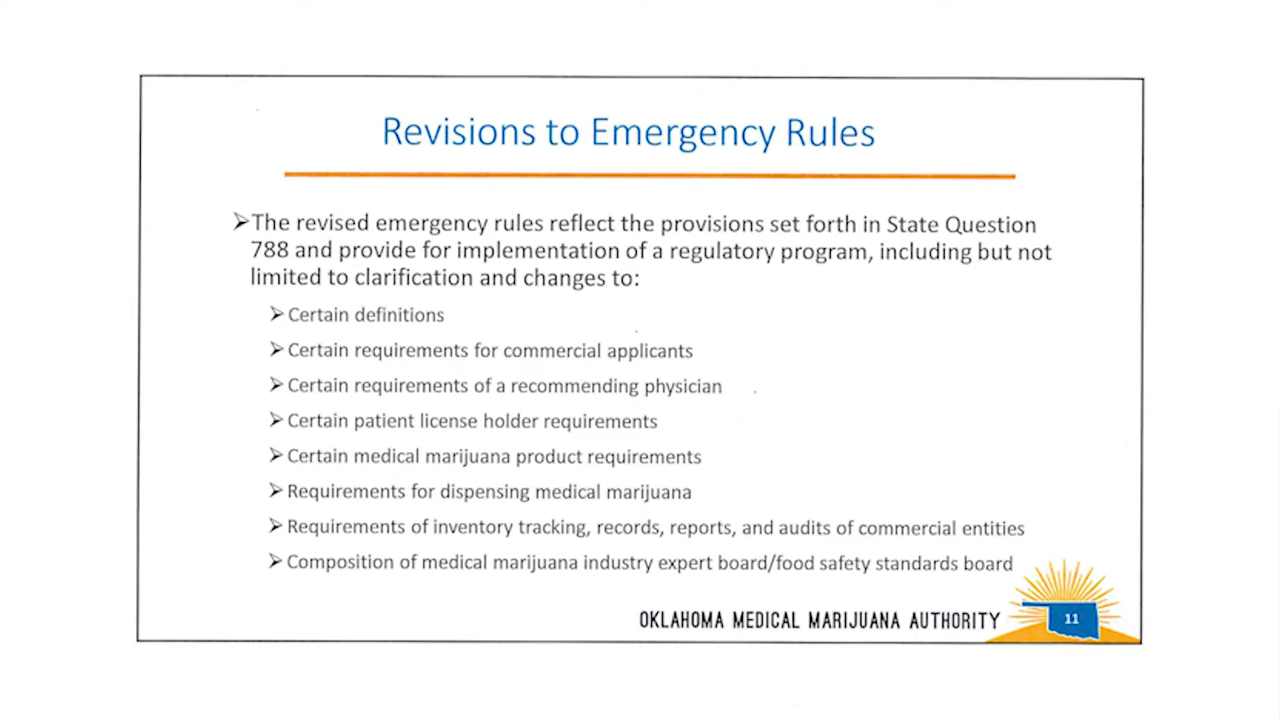 Revisions to Emergency Rules
➢The revised emergency rules reflect the provisions set forth in State Question
788 and provide for implementation of a regulatory program, including but not
limited to clarification and changes to:
➢Certain definitions
➢Certain requirements for commercial applicants
➢Certain requirements of a recommending physician
➢Certain patient license holder requirements
➢Certain medical marijuana product requirements
➢Requirements for dispensing medical marijuana
➢Requirements of inventory tracking, records, reports, and audits of commercial entities
➢Composition of medical marijuana industry expert board/food safety standards board
OKLAHOMA MEDICAL MARIJUANA AUTHORITY
11